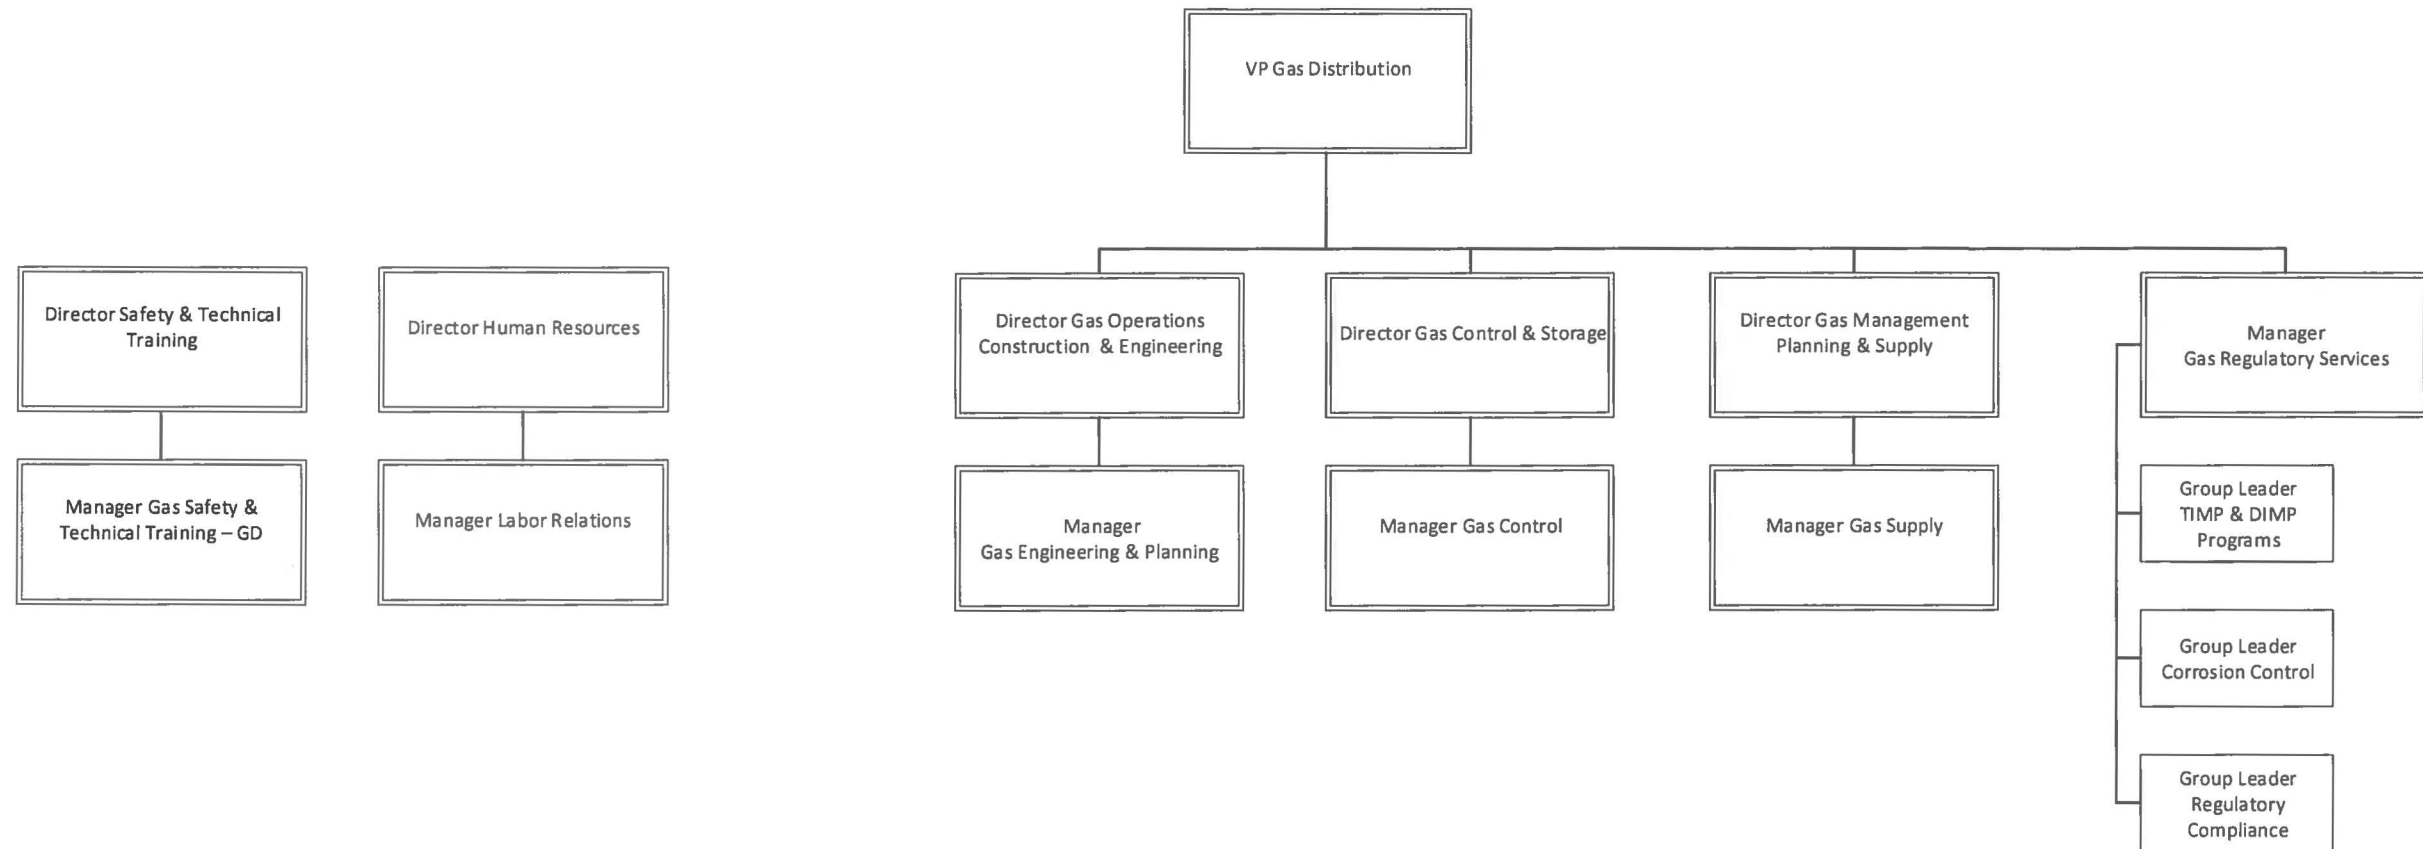 VP Gas Distribution
Director Safety & Technical
Training
Director Human Resources
Director Gas Operations
Construction & Engineering
Director Gas Control & Storage
Director Gas Management
Planning & Supply
Manager
Gas Regulatory Services
Manager Gas Safety &
Technical Training – GD
Manager Labor Relations
Manager
Gas Engineering & Planning
Manager Gas Control
Manager Gas Supply
Group Leader
TIMP & DIMP
Programs
Group Leader
Corrosion Control
Group Leader
Regulatory
Compliance